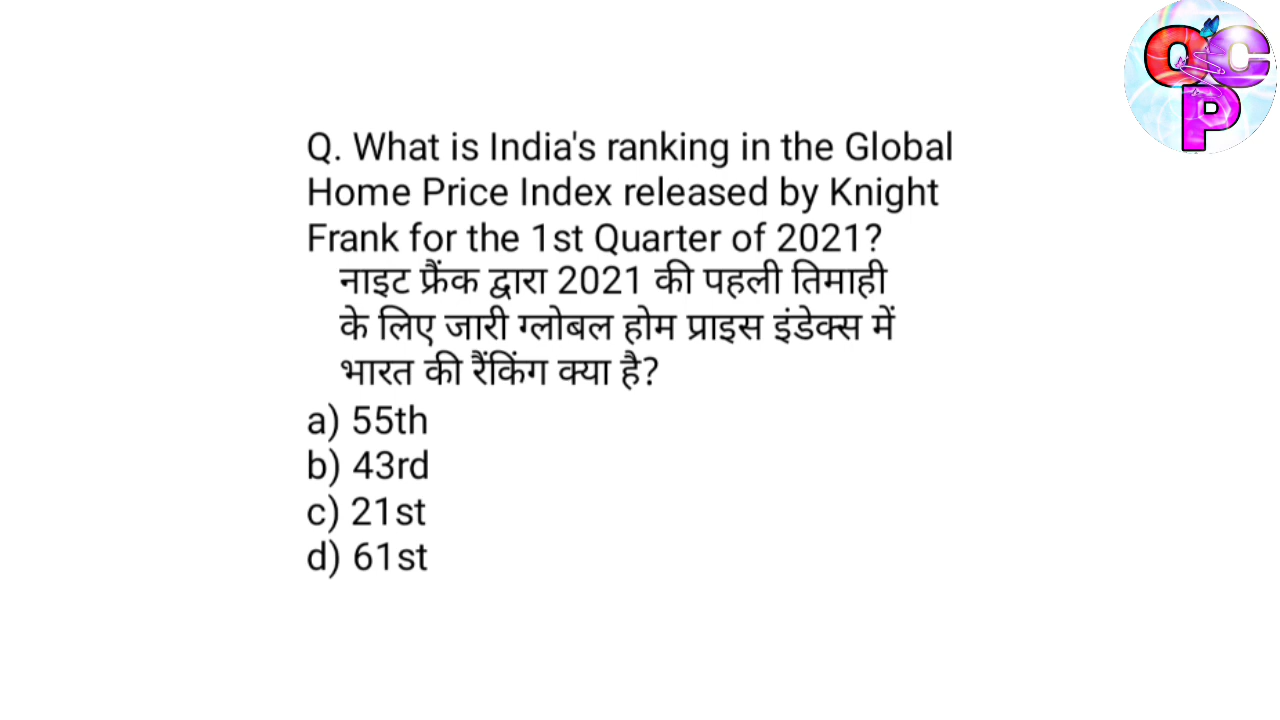 Q. What is India's ranking in the Global
Home Price Index released by Knight
Frank for the 1st Quarter of 2021?
नाइट फ्रैंक द्वारा 2021 की पहली तिमाही
के लिए जारी ग्लोबल होम प्राइस इंडेक्स में
भारत की रैंकिंग क्या है?
a) 55th
b) 43rd
c) 21st
d) 61st
QC
P